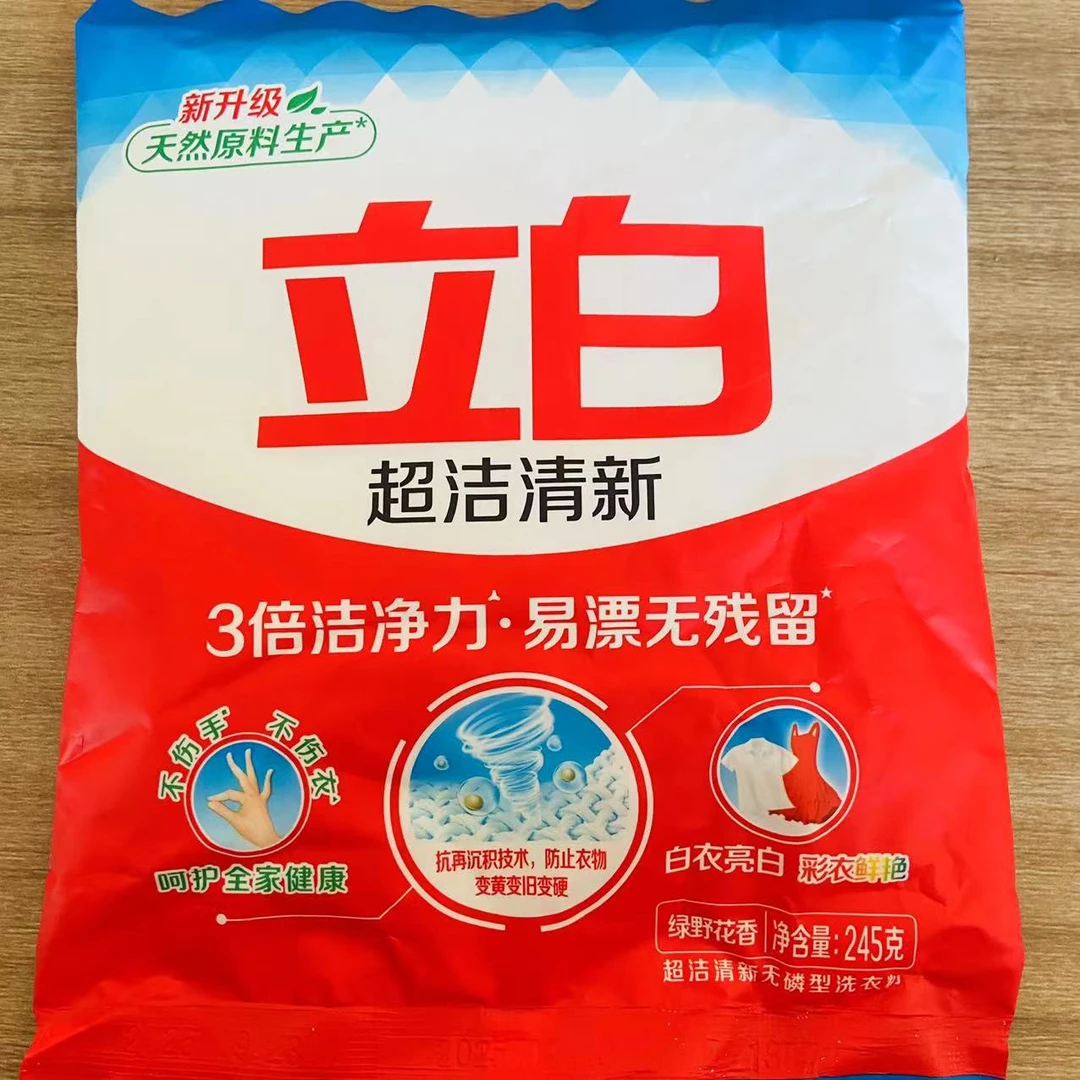 新升级
天然原料生产*
立白
超洁清新
3倍洁净力·易漂无残留
不伤手 不伤衣
呵护全家健康
抗再沉积技术，防止衣物
变黄变旧变硬
白衣亮白 彩衣鲜艳
绿野花香 净含量：245克
超洁清新无磷型洗衣粉